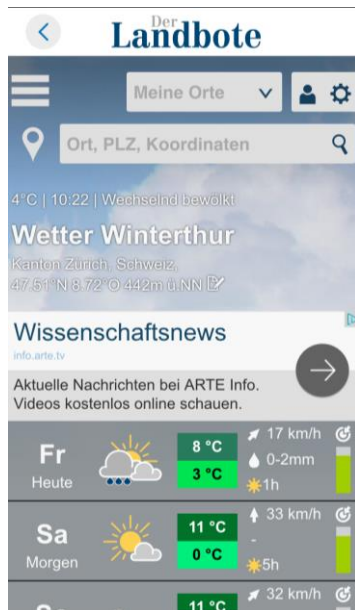 Der
Landbote
Meine Orte
Ort, PLZ, Koordinaten
4°C | 10:22 | Wechselnd bewölkt
Wetter Winterthur
Kanton Zürich, Schweiz,
47.51°N 8.72°O 442m ü.NN
Wissenschaftsnews
info.arte.tv
Aktuelle Nachrichten bei ARTE Info.
Videos kostenlos online schauen.
Fr
Heute
8 °C
3 °C
17 km/h
0-2mm
1h
Sa
Morgen
11 °C
0 °C
33 km/h
-
5h
11 °C
32 km/h